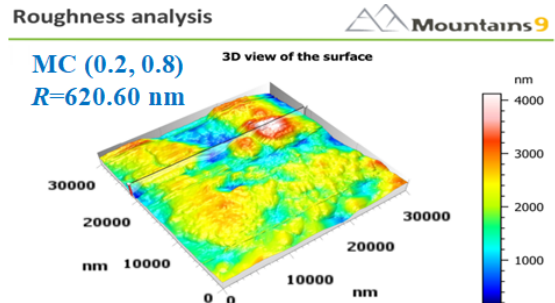 Roughness analysis
Mountains9
MC (0.2, 0.8)
R=620.60 nm
3D view of the surface
nm
4000
3000
2000
1000
30000
20000
nm 10000
0
0
10000
nm
20000
30000